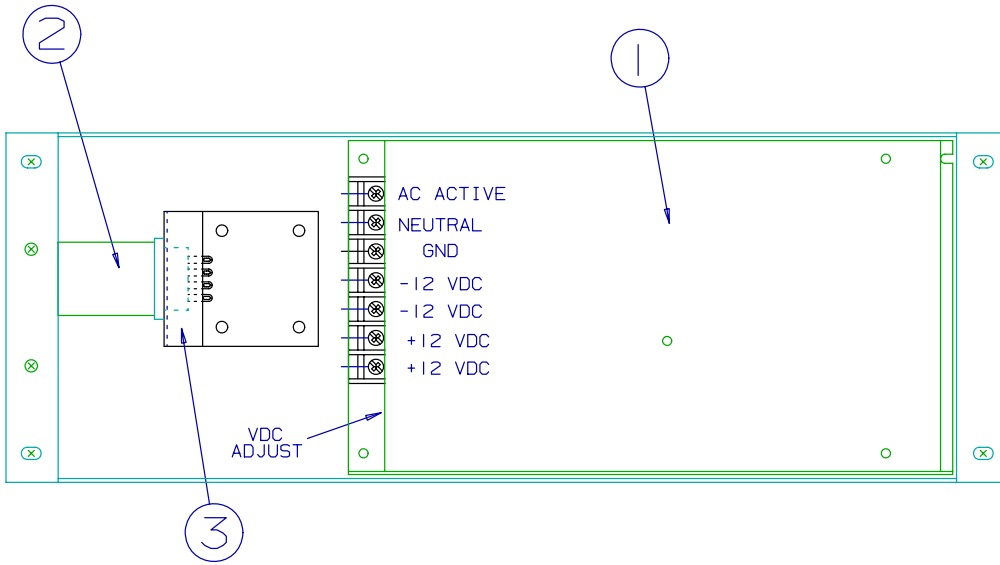 2
1
AC ACTIVE
NEUTRAL
GND
-12 VDC
-12 VDC
+12 VDC
+12 VDC
VDC
ADJUST
3